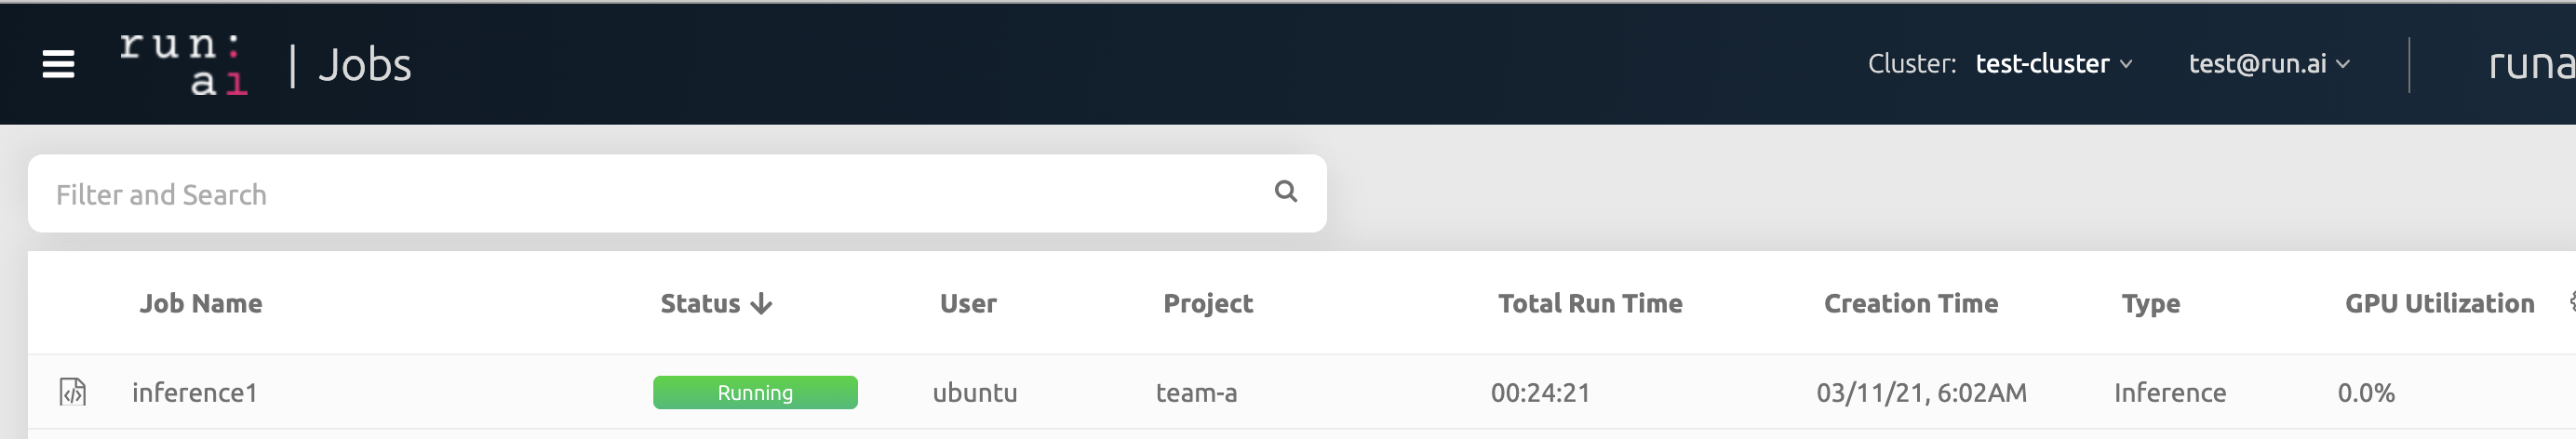 run:
ai
| Jobs
Cluster: test-cluster
test@run.ai
runa
Filter and Search
Job Name Status User Project Total Run Time Creation Time Type GPU Utilization
inference1 Running ubuntu team-a 00:24:21 03/11/21, 6:02AM Inference 0.0%